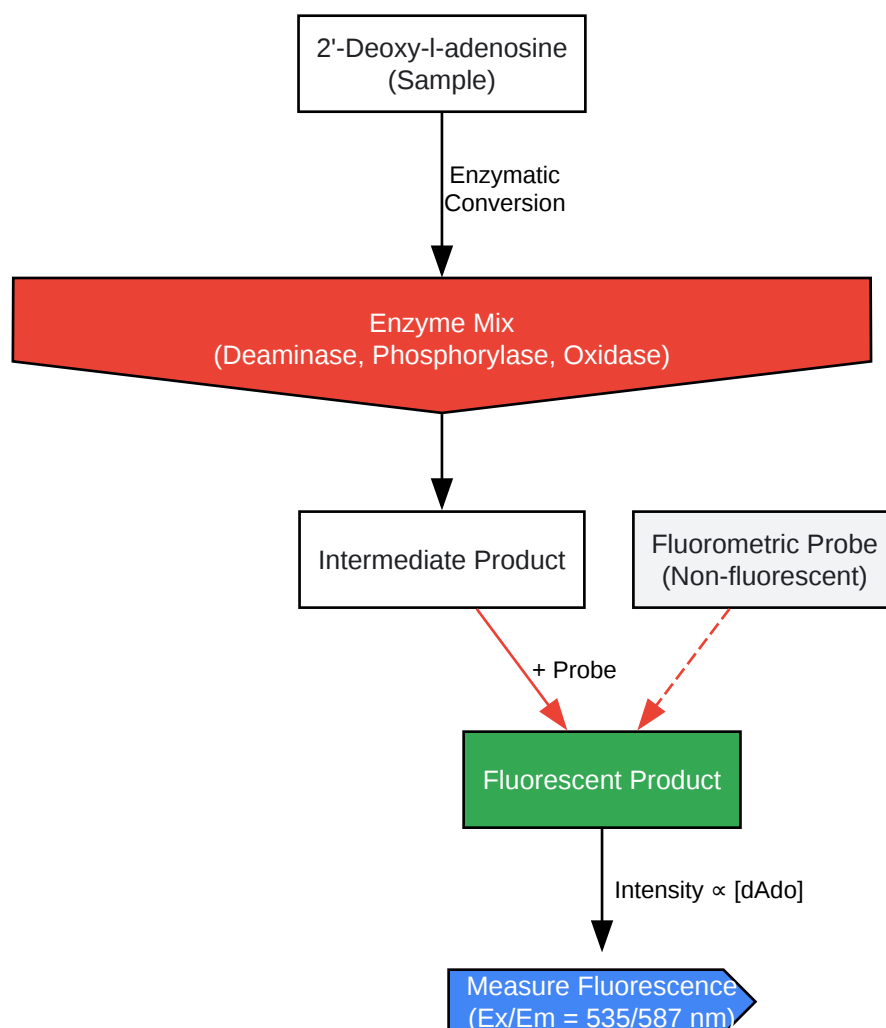 2'-Deoxy-l-adenosine
(Sample)
Enzymatic
Conversion
Enzyme Mix
(Deaminase, Phosphorylase, Oxidase)
Intermediate Product
Fluorometric Probe
(Non-fluorescent)
+ Probe
Fluorescent Product
Intensity ∝ [dAdo]
Measure Fluorescence
(Ex/Em = 535/587 nm)